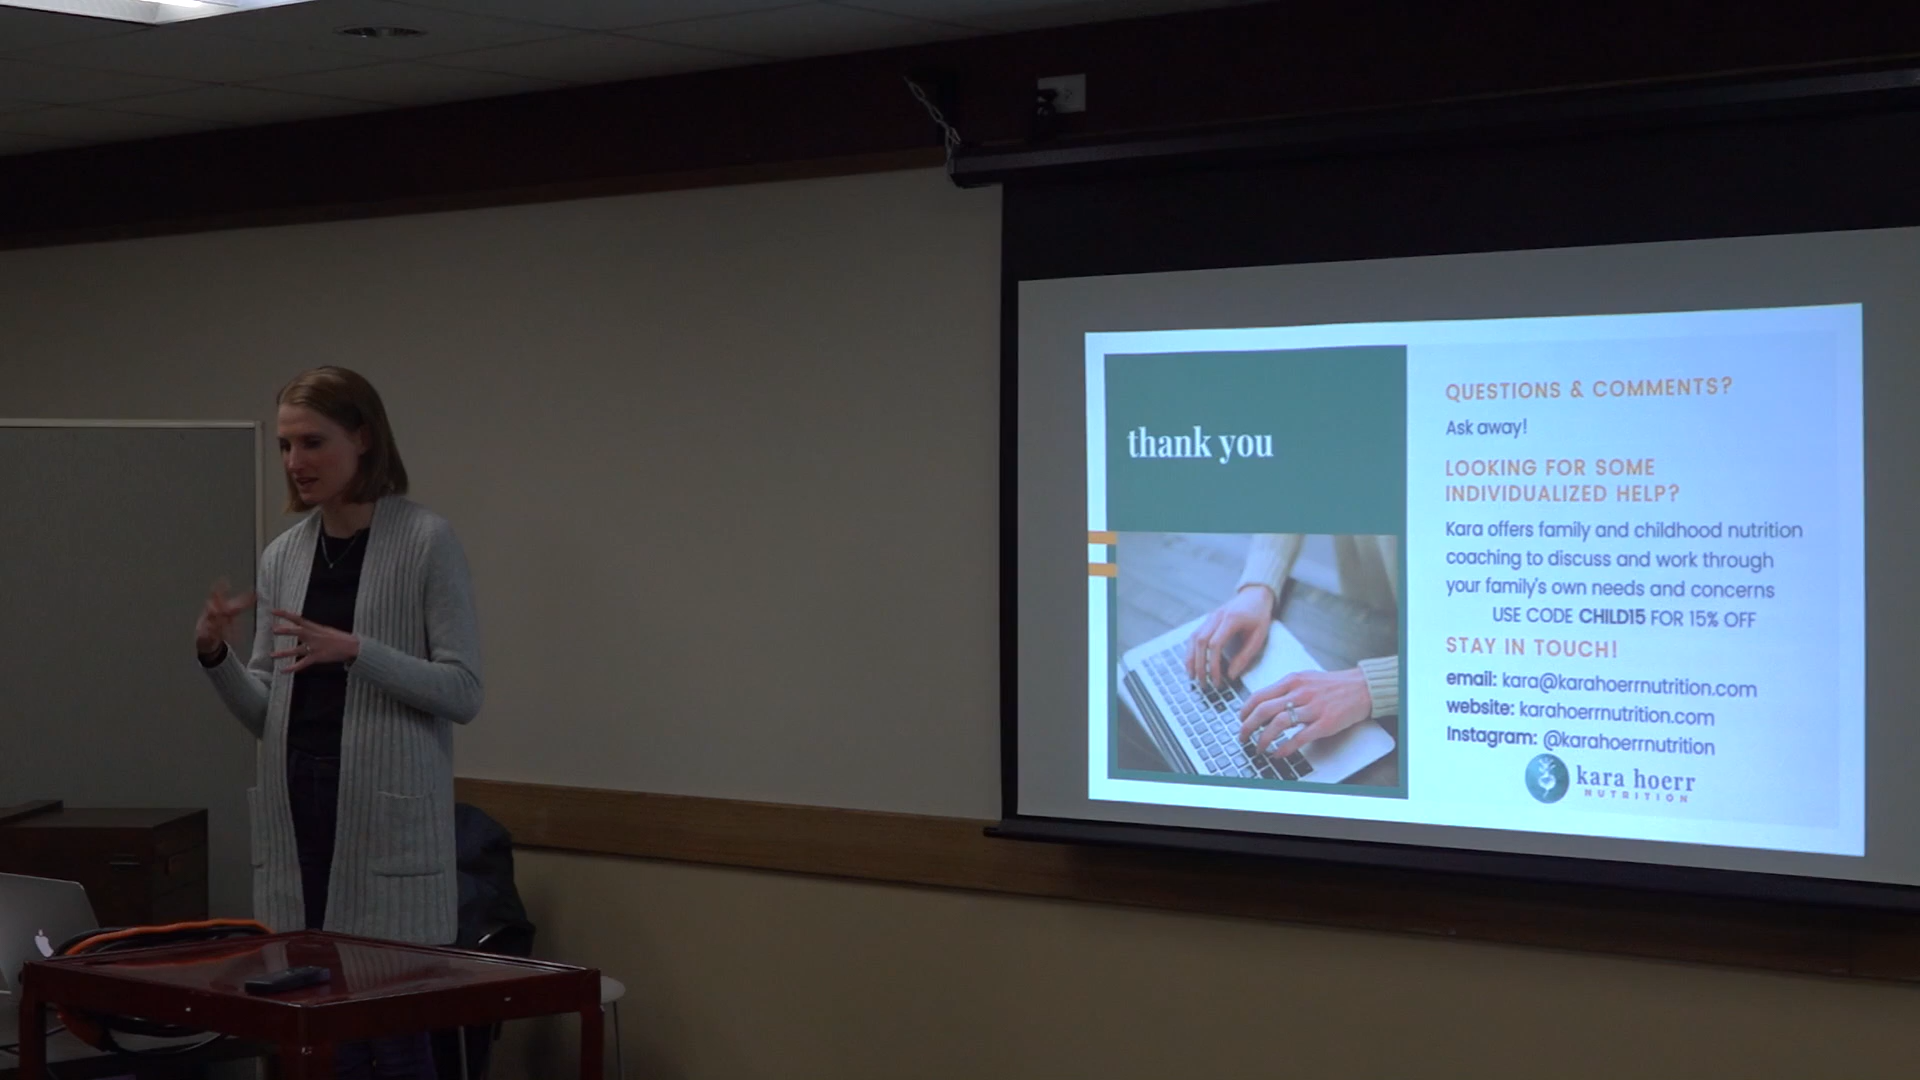 thank you
QUESTIONS & COMMENTS?
Ask away!
LOOKING FOR SOME
INDIVIDUALIZED HELP?
Kara offers family and childhood nutrition
coaching to discuss and work through
your family's own needs and concerns
USE CODE CHILD15 FOR 15% OFF
STAY IN TOUCH!
email: kara@karahoerrnutrition.com
website: karahoerrnutrition.com
Instagram: @karahoerrnutrition
kara hoerr
NUTRITION